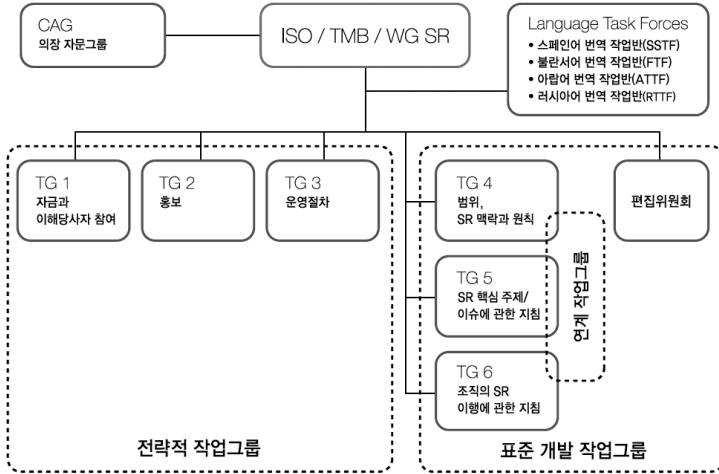 CAG
의장 자문그룹
ISO / TMB / WG SR
Language Task Forces
• 스페인어 번역 작업반(SSTF)
• 불란서어 번역 작업반(FTF)
• 아랍어 번역 작업반(ATTF)
• 러시아어 번역 작업반(RTTF)
TG 1
자금과
이해당사자 참여
TG 2
홍보
TG 3
운영절차
TG 4
범위,
SR 맥락과 원칙
편집위원회
TG 5
SR 핵심 주제/
이슈에 관한 지침
연계 작업그룹
TG 6
조직의 SR
이행에 관한 지침
전략적 작업그룹
표준 개발 작업그룹